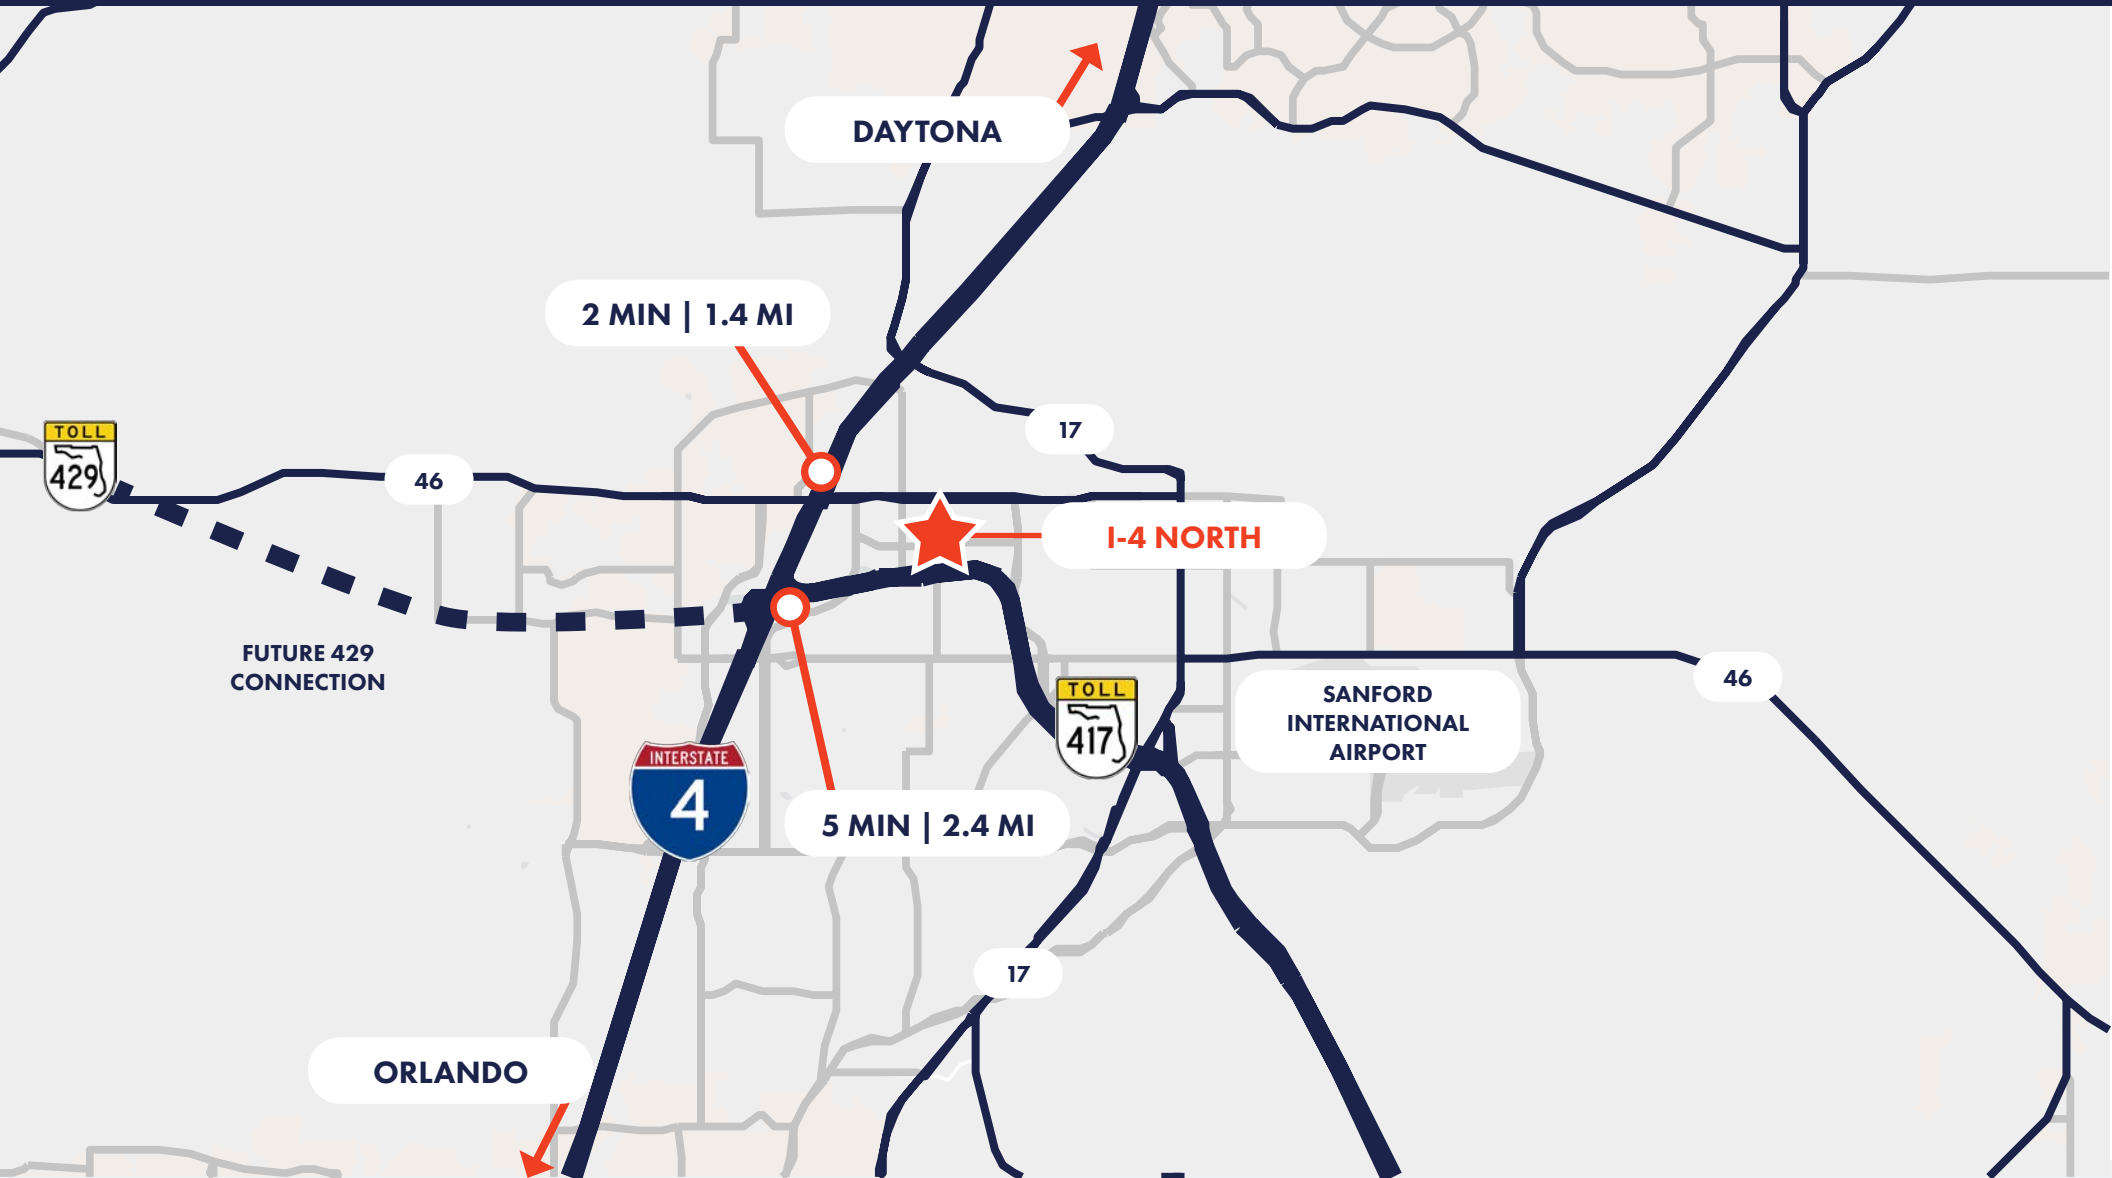 DAYTONA
2 MIN | 1.4 MI
17
TOLL
429
46
I-4 NORTH
FUTURE 429
CONNECTION
46
TOLL
417
SANFORD
INTERNATIONAL
AIRPORT
INTERSTATE
4
5 MIN | 2.4 MI
17
ORLANDO